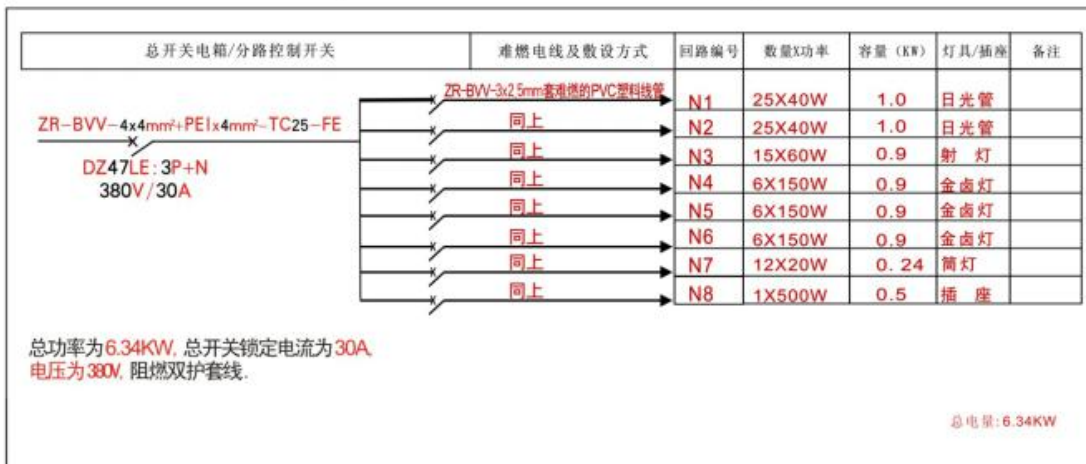 总开关电箱/分路控制开关 难燃电线及敷设方式 回路编号 数量X功率 容量（KW） 灯具/插座 备注
ZR-BVV-3x2.5mm套难燃的PVC塑料线管 N1 25X40W 1.0 日光管
ZR-BVV-4x4mm²+PEIx4mm²-TC25-FE
同上 N2 25X40W 1.0 日光管
DZ47LE:3P+N
380V/30A
同上 N3 15X60W 0.9 射 灯
同上 N4 6X150W 0.9 金卤灯
同上 N5 6X150W 0.9 金卤灯
同上 N6 6X150W 0.9 金卤灯
同上 N7 12X20W 0.24 筒灯
同上 N8 1X500W 0.5 插 座
总功率为6.34KW, 总开关锁定电流为30A,
电压为380V, 阻燃双护套线.
总电量:6.34KW